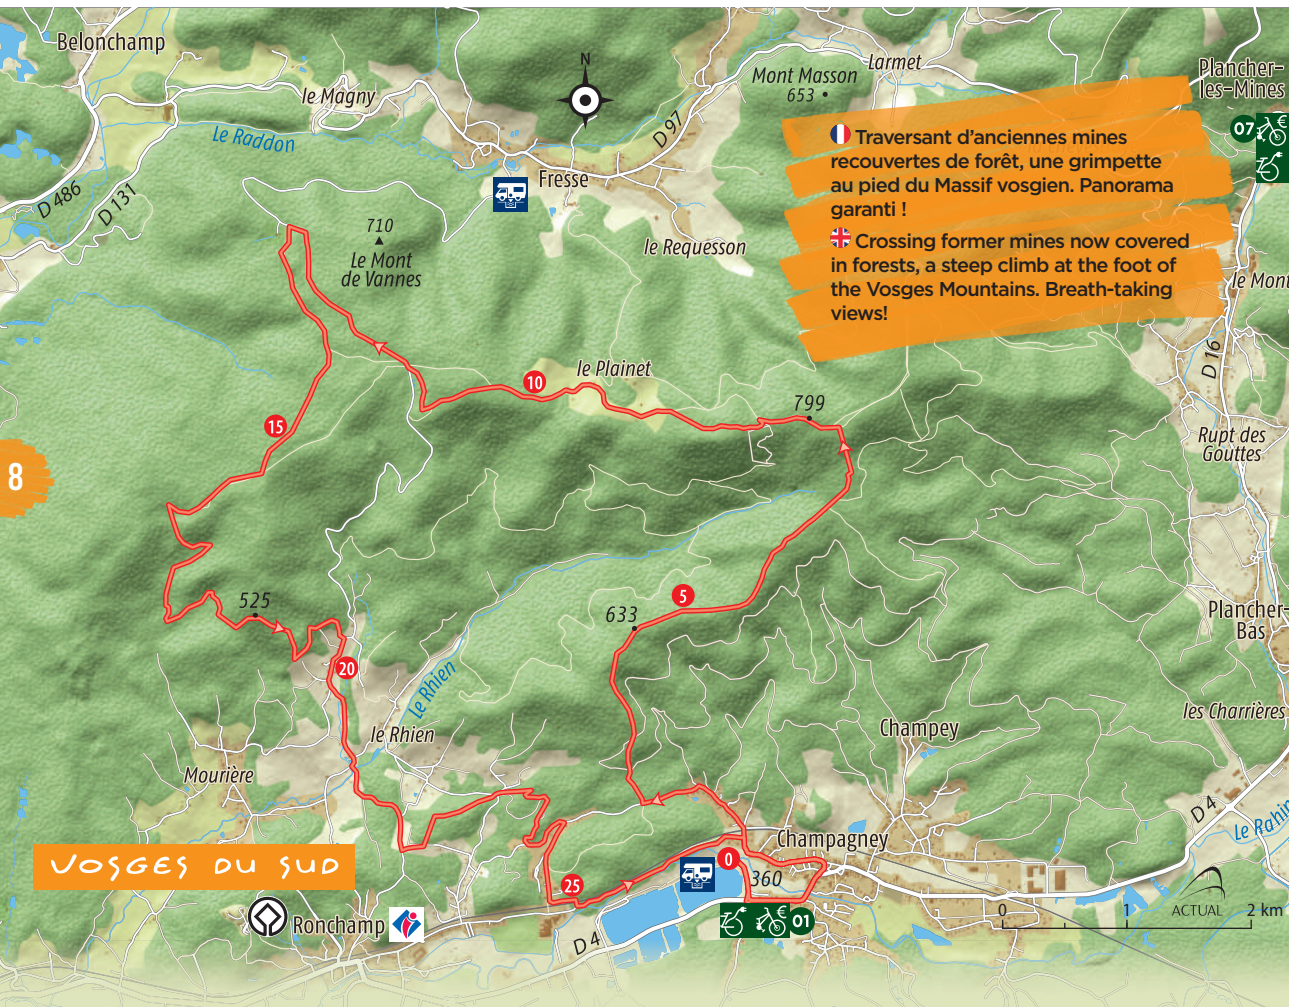 Belonchamp
le Magny
Le Raddon
D 486
D 131
N
Fresse
D 97
Mont Masson
653
Larmet
Plancher-
les-Mines
07
le Requesson
710
Le Mont
de Vannes
Traversant d'anciennes mines
recouvertes de forêt, une grimpette
au pied du Massif vosgien. Panorama
garanti !
Crossing former mines now covered
in forests, a steep climb at the foot of
the Vosges Mountains. Breath-taking
views!
le Mont
D 16
le Plainet
10
799
15
8
Rupt des
Gouttes
525
633
5
Plancher-
Bas
20
Le Rhien
le Rhien
les Charrières
Champey
Mourière
D 4
Le Rahin
Champagney
VOSGES DU SUD
0
360
25
Ronchamp
D 4
01
0
1
ACTUAL
2 km